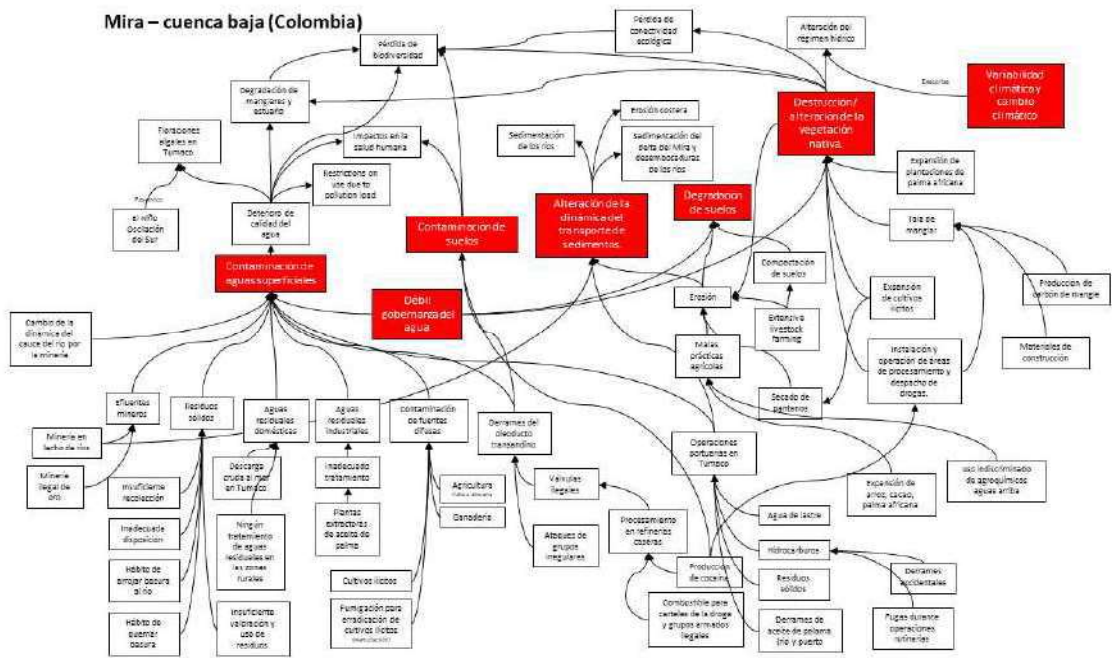 Mira – cuenca baja (Colombia)
Pérdida de
biodiversidad
Pérdida de
conectividad
ecológica
Alteración del
régimen hídrico
Variabilidad
climática y
cambio
climático
Degradación de
manglares y
estuario
Destrucción/
alteración de la
vegetación
nativa.
Erosión costera
Floraciones
algales en
Tumaco
Impactos en la
salud humana
Sedimentación
de los ríos
Sedimentación del
delta del Mira y
desembocaduras
de los ríos
Expansión de
plantaciones de
palma africana
Restrictions on
use due to
pollution load
El Niño
Oscilación del
Sur
Deterioro de
calidad del
agua
Contaminación
de suelos
Alteración de la
dinámica del
transporte de
sedimentos.
Degradación
de suelos
Tala de
manglar
Contaminación de
aguas superficiales
Compactación
de suelos
Débil
gobernanza del
agua
Erosión
Expansión
de cultivos
ilícitos
Producción de
carbón de mangle
Extensive
livestock
farming
Cambio de la
dinámica del
cauce del río por
la minería
Malas
prácticas
agrícolas
Instalación y
operación de áreas
de procesamiento y
despacho de
drogas.
Materiales de
construcción
Secado de
pantanos
Efluentes
mineros
Residuos
sólidos
Aguas
residuales
domésticas
Aguas
residuales
industriales
Contaminación
de fuentes
difusas
Derrames del
oleoducto
transandino
Operaciones
portuarias en
Tumaco
Minería en
lecho de ríos
Minería
ilegal de
oro
Insuficiente
recolección
Descarga
cruda al mar
en Tumaco
Inadecuado
tratamiento
Agricultura
Ganadería
Válvulas
ilegales
Expansión de
arroz, cacao,
palma africana
Uso indiscriminado
de agroquímicos
aguas arriba
Inadecuada
disposición
Ningún
tratamiento
de aguas
residuales en
las zonas
rurales
Plantas
extractoras
de aceite de
palma
Ataques de
grupos
irregulares
Procesamiento
en refinerías
caseras
Agua de lastre
Hidrocarburos
Hábito de
arrojar basura
al río
Cultivos ilícitos
Producción
de cocaína
Residuos
sólidos
Derrames
accidentales
Hábito de
quemar
basura
Insuficiente
valoración y
uso de
residuos
Fumigación para
erradicación de
cultivos ilícitos
Combustible para
carteles de la droga
y grupos armados
ilegales
Derrames de
aceite de palama
(río y puerto
Fugas durante
operaciones
rutinarias